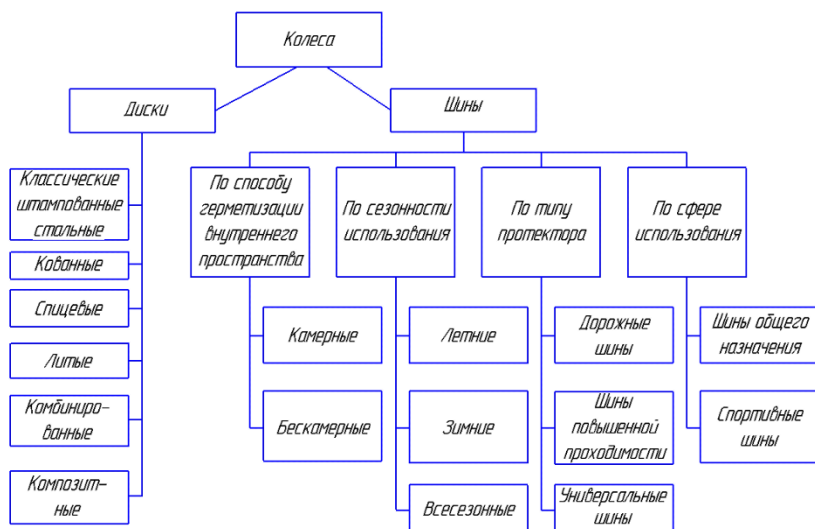 Колеса
Диски
Шины
Классические
штампованные
стальные
Кованные
Спицевые
Литые
Комбиниро-
ванные
Композит-
ные
По способу
герметизации
внутреннего
пространства
Камерные
Бескамерные
По сезонности
использования
Летние
Зимние
Всесезонные
По типу
протектора
Дорожные
шины
Шины
повышенной
проходимости
Универсальные
шины
По сфере
использования
Шины общего
назначения
Спортивные
шины